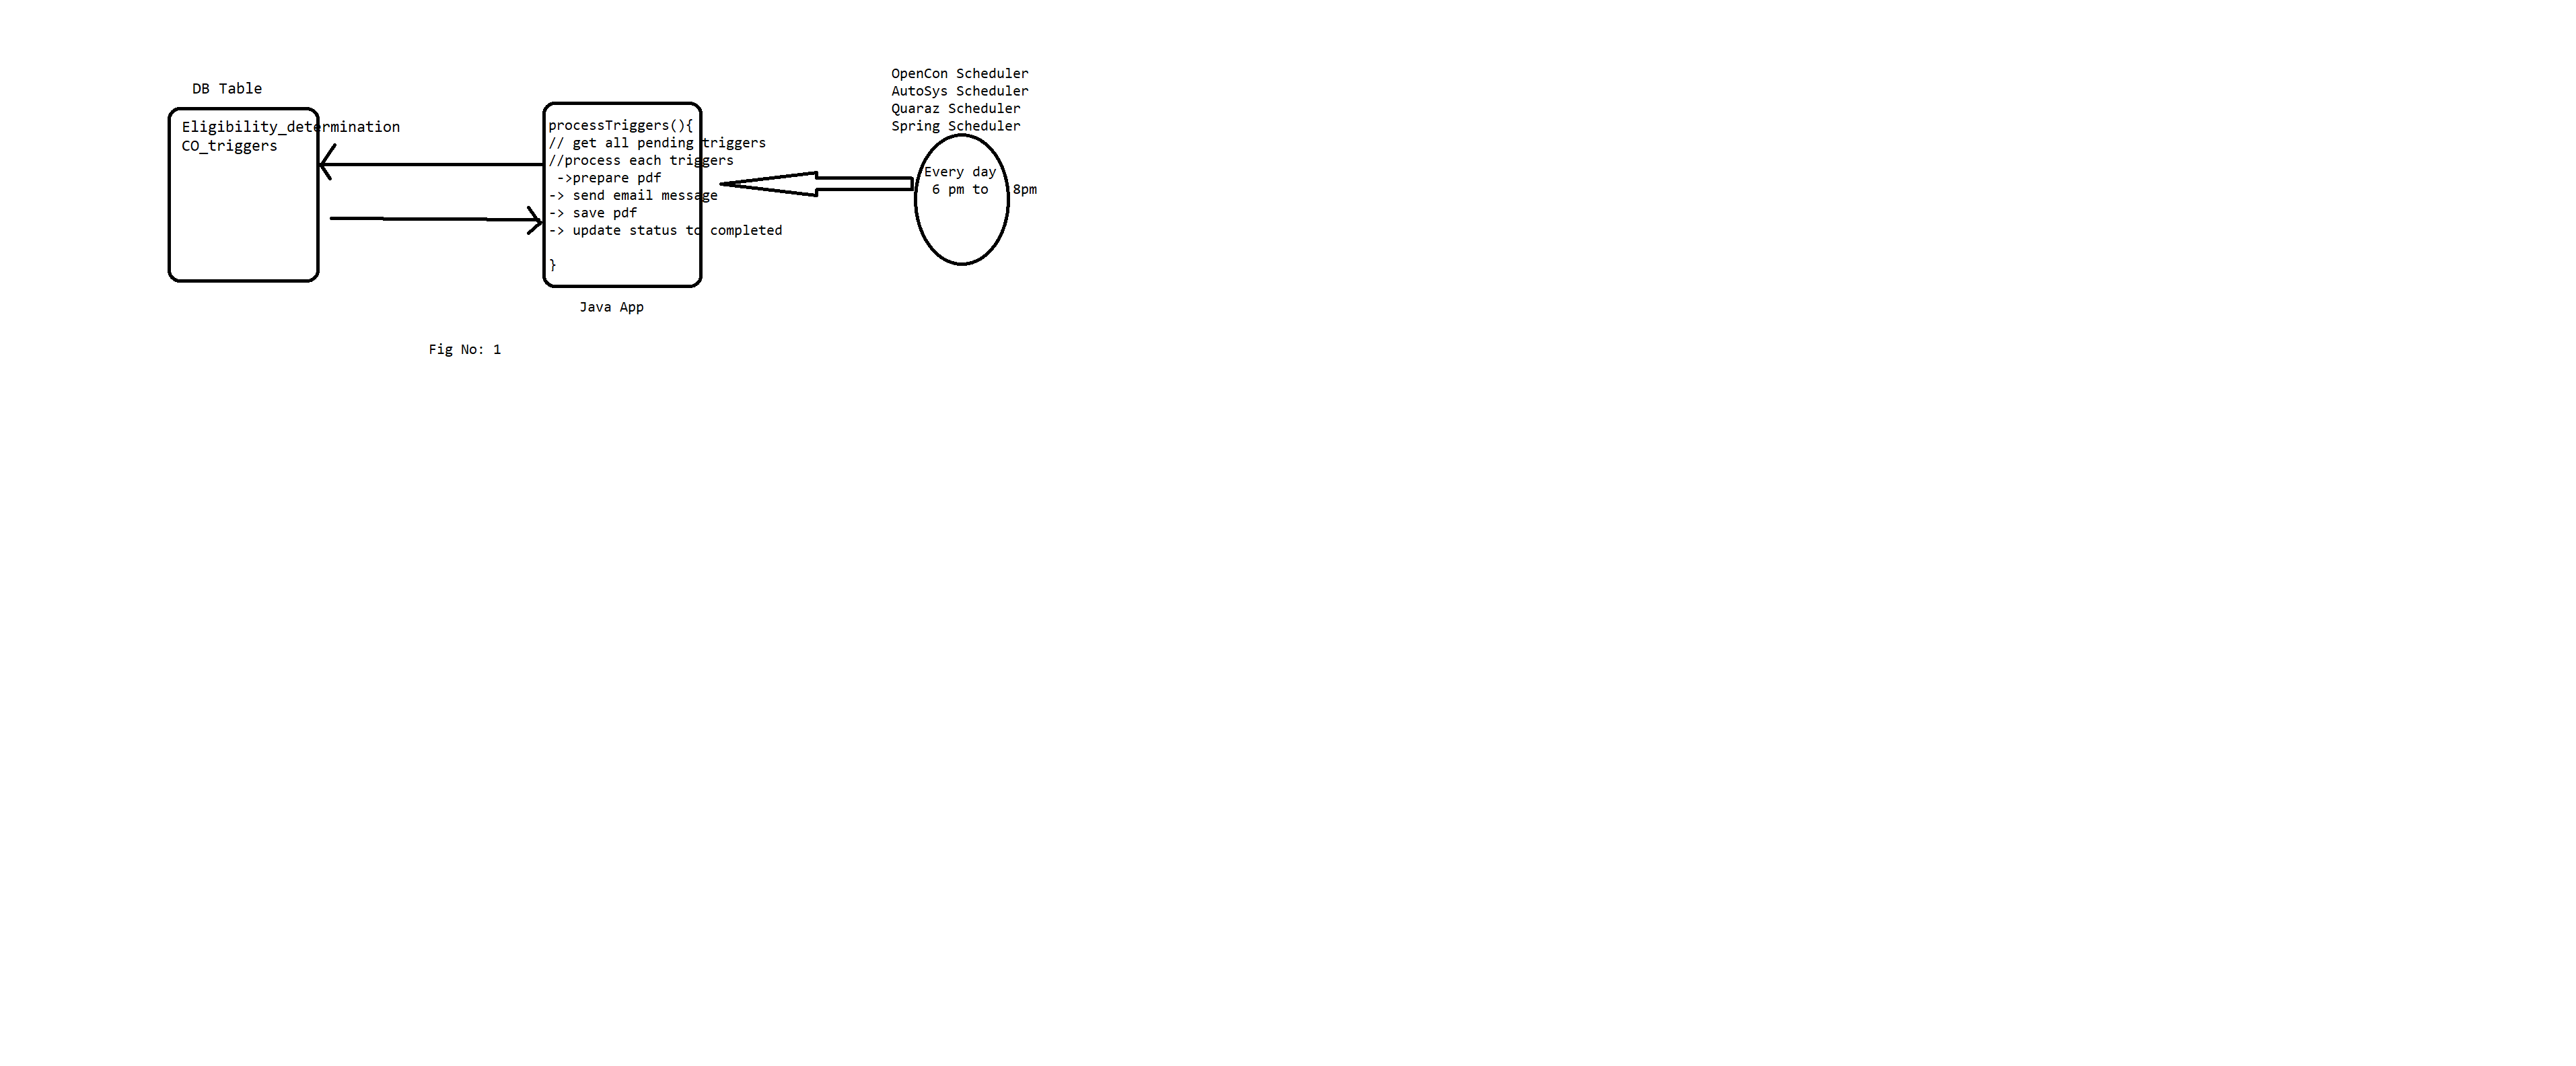 DB Table
Eligibility_determination
CO_triggers
processTriggers(){
// get all pending triggers
//process each triggers
->prepare pdf
-> send email message
-> save pdf
-> update status to completed
}
Java App
OpenCon Scheduler
AutoSys Scheduler
Quaraz Scheduler
Spring Scheduler
Every day
6 pm to 8pm
Fig No: 1